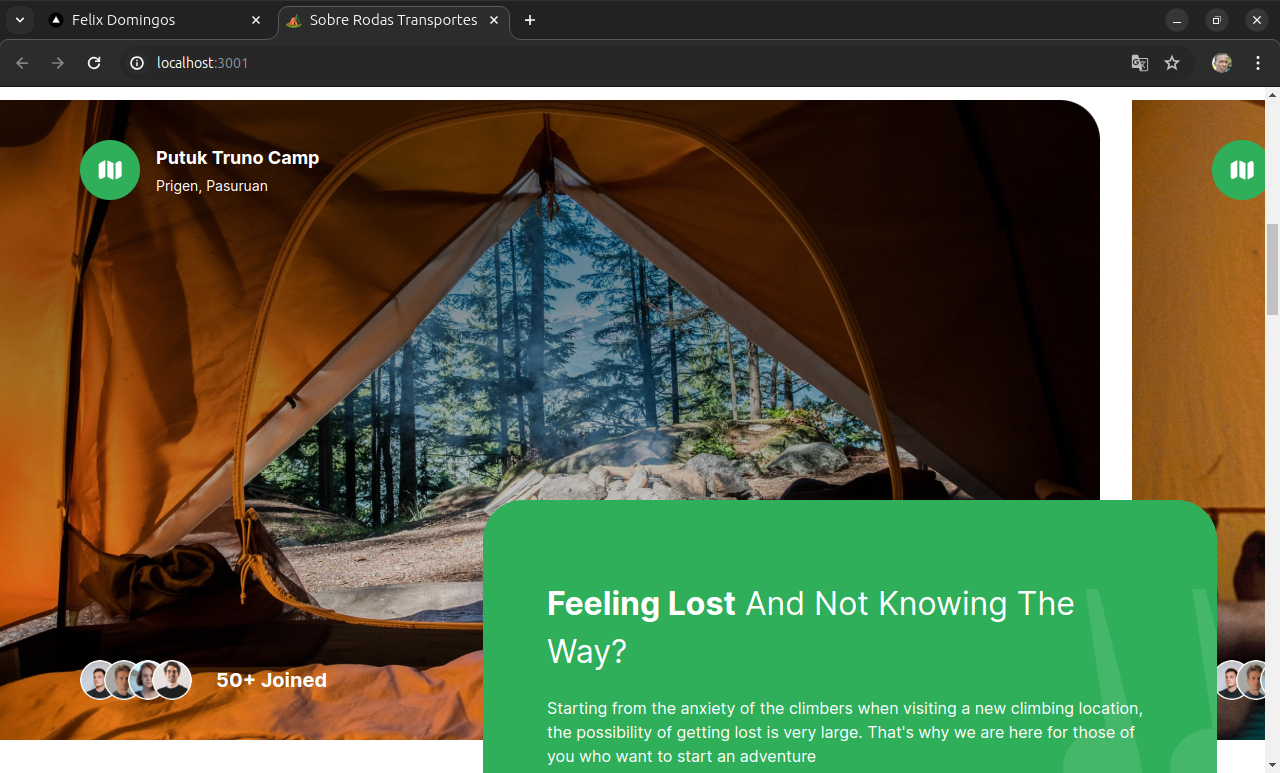 Felix Domingos
Sobre Rodas Transportes
localhost:3001
Putuk Truno Camp
Prigen, Pasuruan
50+ Joined
Feeling Lost And Not Knowing The
Way?
Starting from the anxiety of the climbers when visiting a new climbing location,
the possibility of getting lost is very large. That's why we are here for those of
you who want to start an adventure